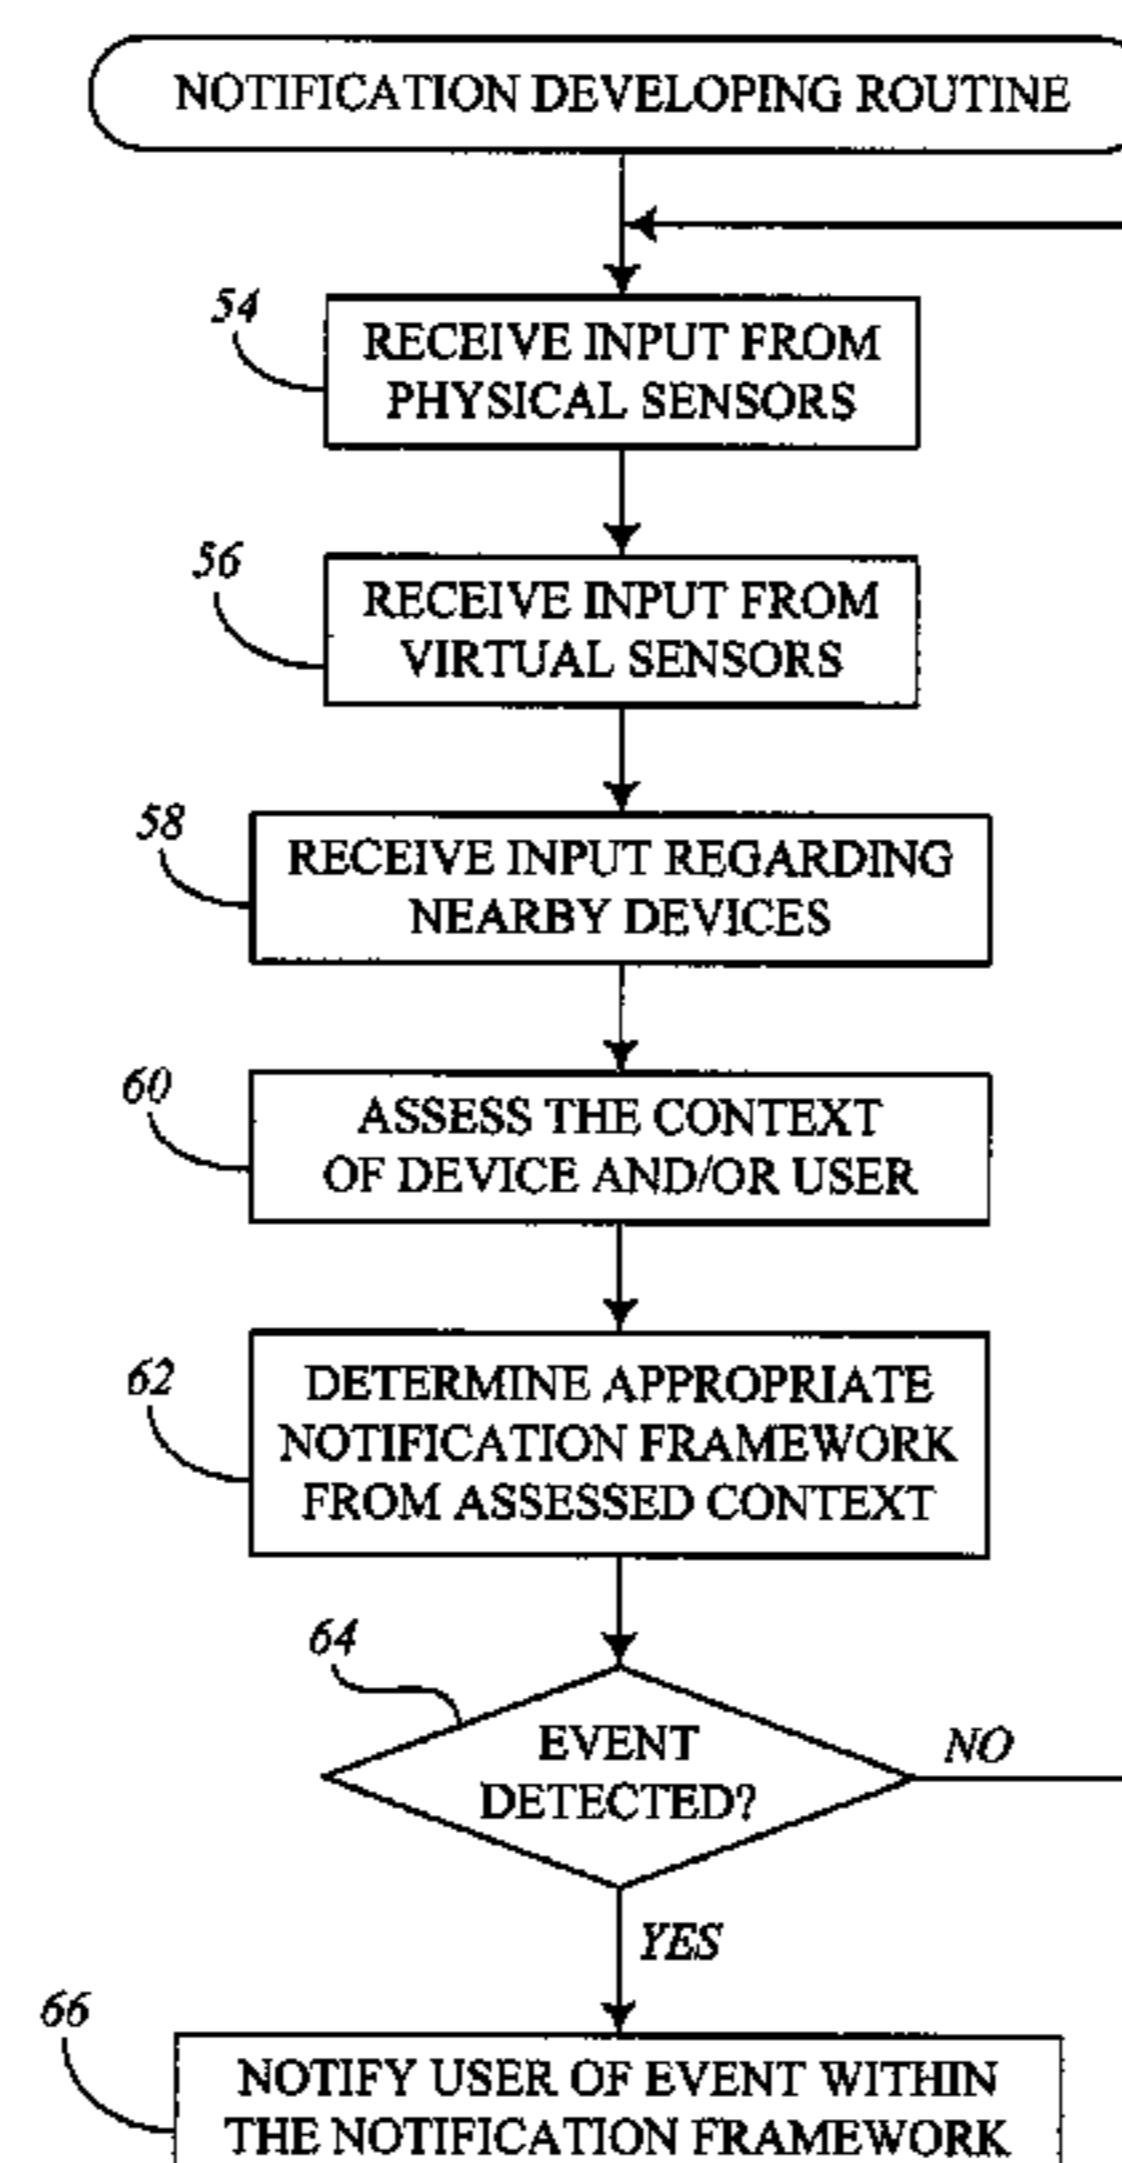 NOTIFICATION DEVELOPING ROUTINE
54
RECEIVE INPUT FROM
PHYSICAL SENSORS
56
RECEIVE INPUT FROM
VIRTUAL SENSORS
58
RECEIVE INPUT REGARDING
NEARBY DEVICES
60
ASSESS THE CONTEXT
OF DEVICE AND/OR USER
62
DETERMINE APPROPRIATE
NOTIFICATION FRAMEWORK
FROM ASSESSED CONTEXT
64
EVENT
DETECTED?
NO
YES
66
NOTIFY USER OF EVENT WITHIN
THE NOTIFICATION FRAMEWORK